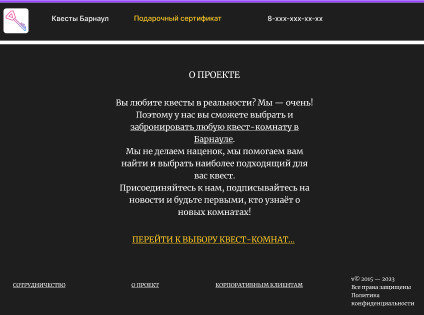 Квесты Барнаул
Подарочный сертификат
8-xxx-xxx-xx-xx
О ПРОЕКТЕ
Вы любите квесты в реальности? Мы — очень!
Поэтому у нас вы сможете выбрать и
забронировать любую квест-комнату в
Барнауле.
Мы не делаем наценок, мы помогаем вам
найти и выбрать наиболее подходящий для
вас квест.
Присоединяйтесь к нам, подписывайтесь на
новости и будьте первыми, кто узнаёт о
новых комнатах!
ПЕРЕЙТИ К ВЫБОРУ КВЕСТ-КОМНАТ...
СОТРУДНИЧЕСТВО
О ПРОЕКТ
КОРПОРАТИВНЫМ КЛИЕНТАМ
v© 2015 — 2023
Все права защищены
Политика
конфиденциальности